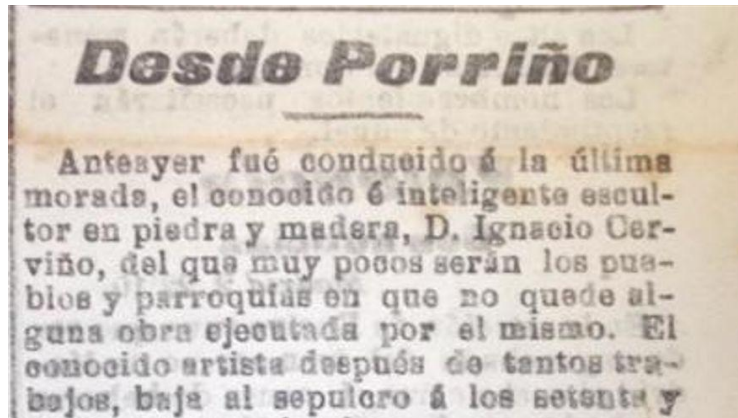 Desde Porriño
Anteayer fué conducido á la última
morada, el conocido é inteligente escul-
tor en piedra y madera, D. Ignacio Cer-
viño, del que muy pocos serán los pue-
blos y parroquias en que no quede al-
guna obra ejecutada por el mismo. El
conocido artista después de tantos tra-
bajos, baja al sepulcro á los setenta y